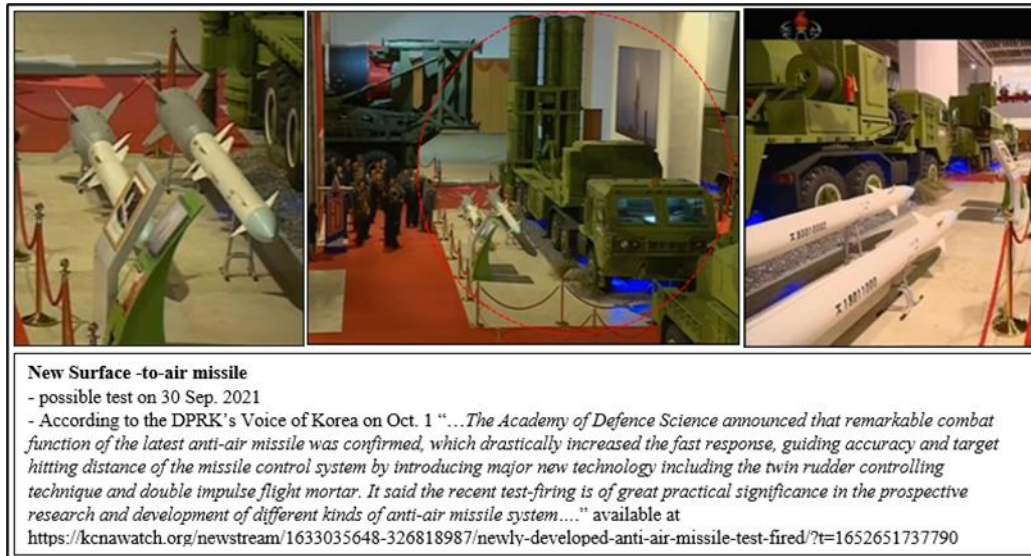 ㅈ80010002
ㅈ18011000
New Surface -to-air missile
- possible test on 30 Sep. 2021
- According to the DPRK's Voice of Korea on Oct. 1 “…The Academy of Defence Science announced that remarkable combat
function of the latest anti-air missile was confirmed, which drastically increased the fast response, guiding accuracy and target
hitting distance of the missile control system by introducing major new technology including the twin rudder controlling
technique and double impulse flight mortar. It said the recent test-firing is of great practical significance in the prospective
research and development of different kinds of anti-air missile system….” available at
https://kcnawatch.org/newstream/1633035648-326818987/newly-developed-anti-air-missile-test-fired/?t=1652651737790